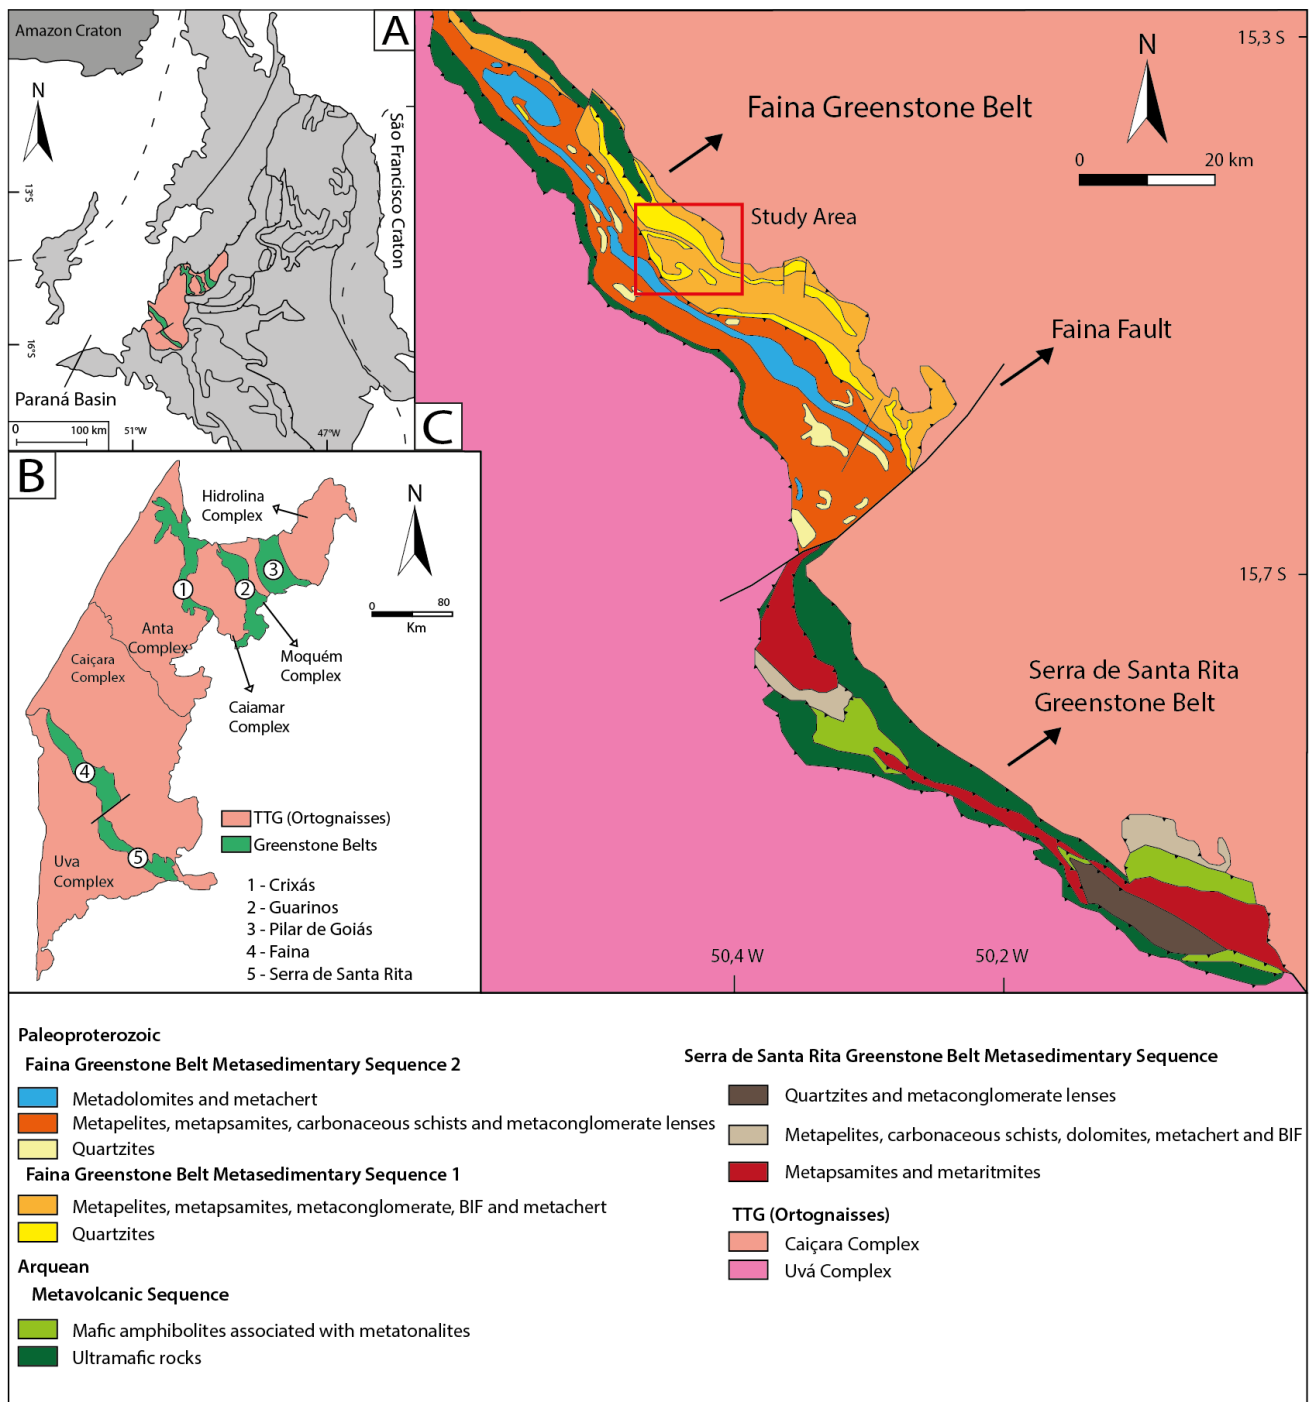 Amazon Craton
A
N
São Francisco Craton
13°S
16°S
Paraná Basin
0 100 km
51°W
47°W
C
15,3 S
N
Faina Greenstone Belt
0 20 km
Study Area
Faina Fault
15,7 S
Serra de Santa Rita
Greenstone Belt
50,4 W
50,2 W
B
Hidrolina
Complex
N
1
2
3
0 80
Km
Anta
Complex
Caiçara
Complex
Moquém
Complex
Caiamar
Complex
4
5
Uva
Complex
TTG (Ortognaisses)
Greenstone Belts
1 - Crixás
2 - Guarinos
3 - Pilar de Goiás
4 - Faina
5 - Serra de Santa Rita
Paleoproterozoic
Faina Greenstone Belt Metasedimentary Sequence 2
Metadolomites and metachert
Metapelites, metapsamites, carbonaceous schists and metaconglomerate lenses
Quartzites
Faina Greenstone Belt Metasedimentary Sequence 1
Metapelites, metapsamites, metaconglomerate, BIF and metachert
Quartzites
Arquean
Metavolcanic Sequence
Mafic amphibolites associated with metatonalites
Ultramafic rocks
Serra de Santa Rita Greenstone Belt Metasedimentary Sequence
Quartzites and metaconglomerate lenses
Metapelites, carbonaceous schists, dolomites, metachert and BIF
Metapsamites and metaritmites
TTG (Ortognaisses)
Caiçara Complex
Uvá Complex